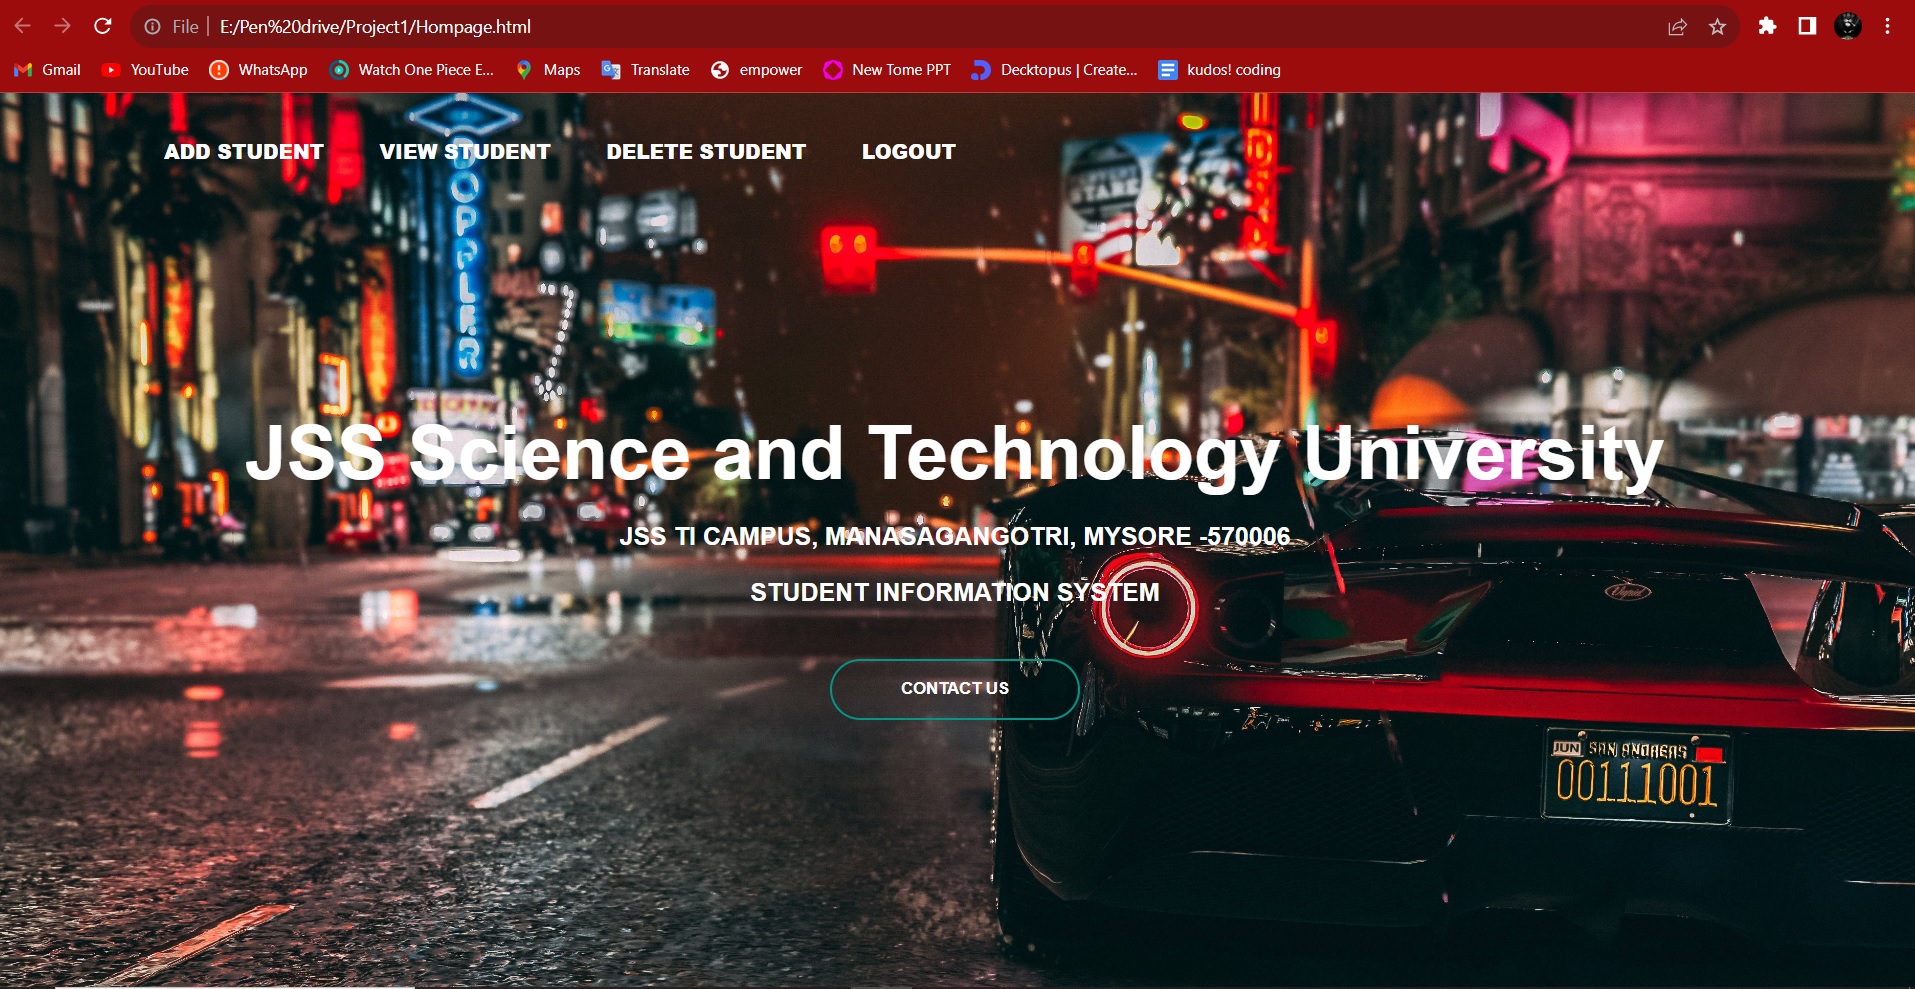 File | E:/Pen%20drive/Project1/Hompage.html
Gmail YouTube WhatsApp Watch One Piece E... Maps Translate empower New Tome PPT Decktopus | Create... kudos! coding
ADD STUDENT VIEW STUDENT DELETE STUDENT LOGOUT
JSS Science and Technology University
JSS TI CAMPUS, MANASAGANGOTRI, MYSORE -570006
STUDENT INFORMATION SYSTEM
CONTACT US
JUN SAN ANDREAS
00111001